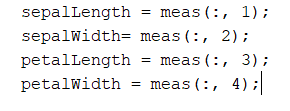 sepalLength = meas(:, 1);
sepalWidth= meas(:, 2);
petalLength = meas(:, 3);
petalWidth = meas(:, 4);